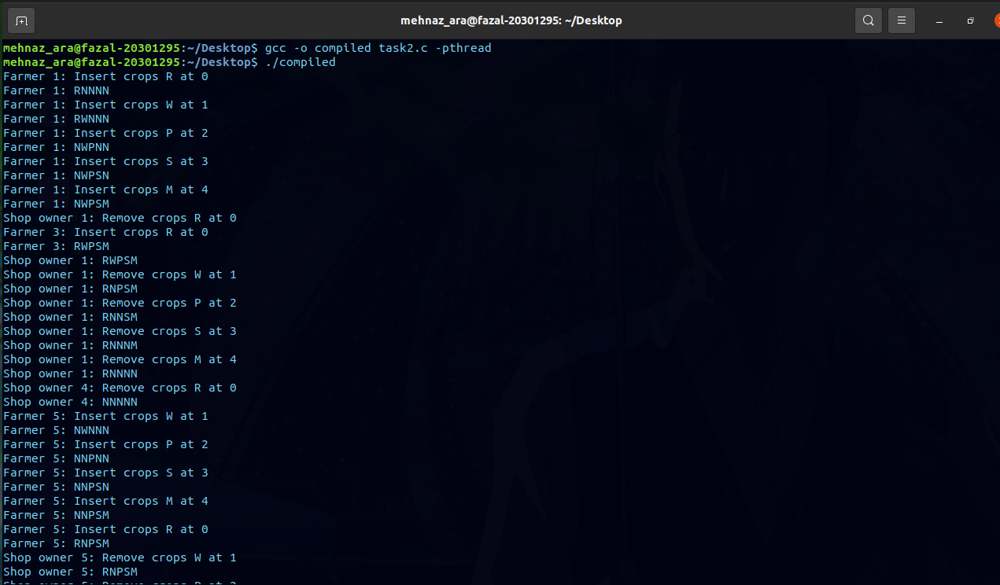 mehnaz_ara@fazal-20301295: ~/Desktop
mehnaz_ara@fazal-20301295:~/Desktop$ gcc -o compiled task2.c -pthread
mehnaz_ara@fazal-20301295:~/Desktop$ ./compiled
Farmer 1: Insert crops R at 0
Farmer 1: RNNNN
Farmer 1: Insert crops W at 1
Farmer 1: RWNNN
Farmer 1: Insert crops P at 2
Farmer 1: NWPNN
Farmer 1: Insert crops S at 3
Farmer 1: NWPSN
Farmer 1: Insert crops M at 4
Farmer 1: NWPSM
Shop owner 1: Remove crops R at 0
Farmer 3: Insert crops R at 0
Farmer 3: RWPSM
Shop owner 1: RWPSM
Shop owner 1: Remove crops W at 1
Shop owner 1: RNPSM
Shop owner 1: Remove crops P at 2
Shop owner 1: RNNSM
Shop owner 1: Remove crops S at 3
Shop owner 1: RNNNM
Shop owner 1: Remove crops M at 4
Shop owner 1: RNNNN
Shop owner 4: Remove crops R at 0
Shop owner 4: NNNNN
Farmer 5: Insert crops W at 1
Farmer 5: NWNNN
Farmer 5: Insert crops P at 2
Farmer 5: NNPNN
Farmer 5: Insert crops S at 3
Farmer 5: NNPSN
Farmer 5: Insert crops M at 4
Farmer 5: NNPSM
Farmer 5: Insert crops R at 0
Farmer 5: RNPSM
Shop owner 5: Remove crops W at 1
Shop owner 5: RNPSM